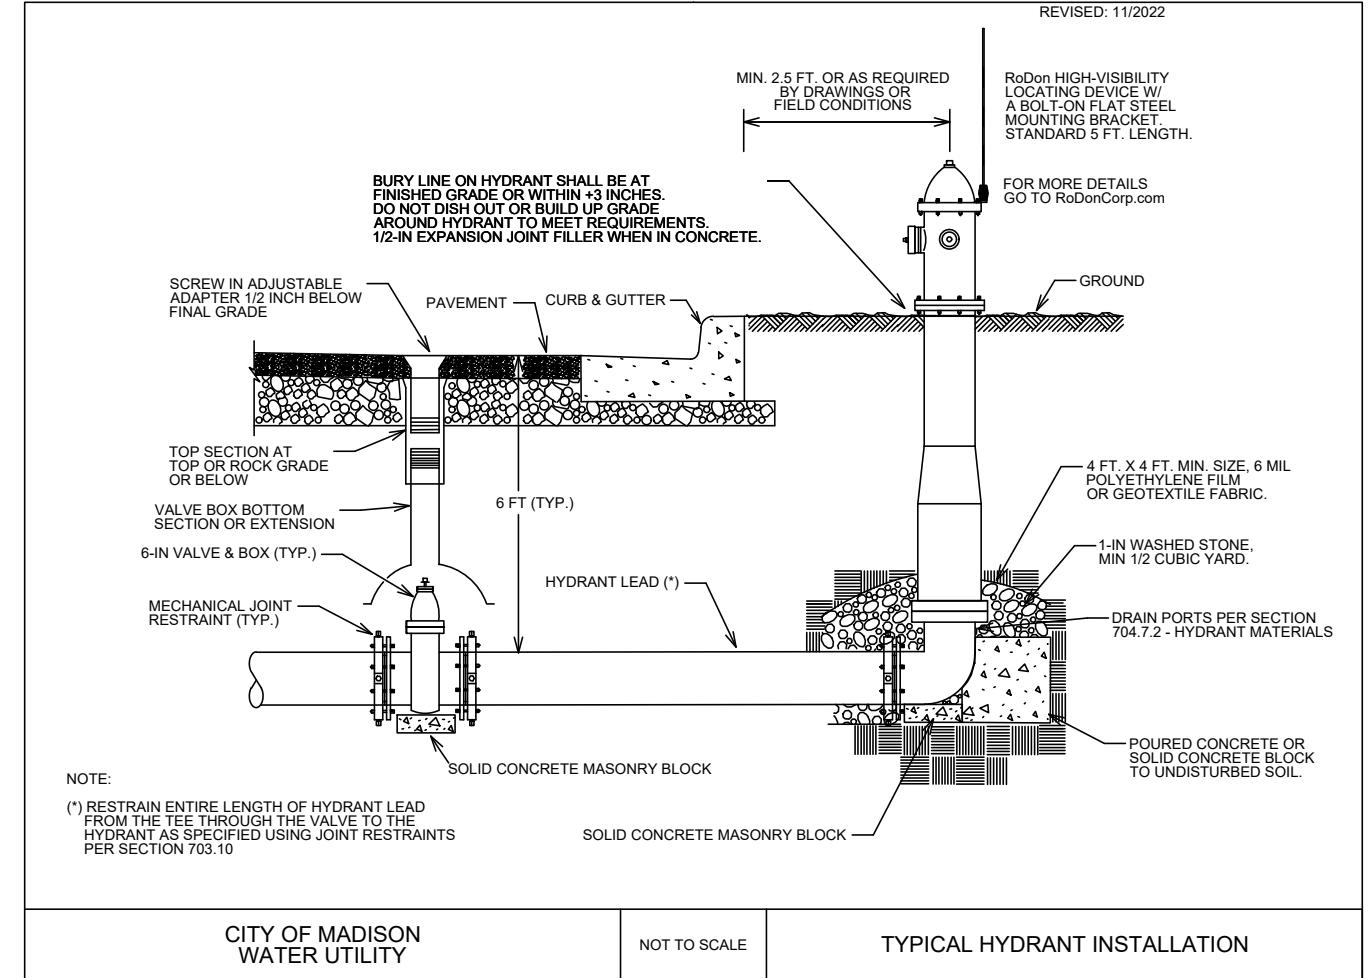 REVISED: 11/2022
MIN. 2.5 FT. OR AS REQUIRED
BY DRAWINGS OR
FIELD CONDITIONS
RoDon HIGH-VISIBILITY
LOCATING DEVICE W/
A BOLT-ON FLAT STEEL
MOUNTING BRACKET.
STANDARD 5 FT. LENGTH.
FOR MORE DETAILS
GO TO RoDonCorp.com
BURY LINE ON HYDRANT SHALL BE AT
FINISHED GRADE OR WITHIN +3 INCHES.
DO NOT DISH OUT OR BUILD UP GRADE
AROUND HYDRANT TO MEET REQUIREMENTS.
1/2-IN EXPANSION JOINT FILLER WHEN IN CONCRETE.
SCREW IN ADJUSTABLE
ADAPTER 1/2 INCH BELOW
FINAL GRADE
PAVEMENT
CURB & GUTTER
GROUND
TOP SECTION AT
TOP OR ROCK GRADE
OR BELOW
VALVE BOX BOTTOM
SECTION OR EXTENSION
6 FT (TYP.)
4 FT. X 4 FT. MIN. SIZE, 6 MIL
POLYETHYLENE FILM
OR GEOTEXTILE FABRIC.
6-IN VALVE & BOX (TYP.)
1-IN WASHED STONE,
MIN 1/2 CUBIC YARD.
HYDRANT LEAD (*)
MECHANICAL JOINT
RESTRAINT (TYP.)
DRAIN PORTS PER SECTION
704.7.2 - HYDRANT MATERIALS
SOLID CONCRETE MASONRY BLOCK
POURED CONCRETE OR
SOLID CONCRETE BLOCK
TO UNDISTURBED SOIL.
NOTE:
(*) RESTRAIN ENTIRE LENGTH OF HYDRANT LEAD
FROM THE TEE THROUGH THE VALVE TO THE
HYDRANT AS SPECIFIED USING JOINT RESTRAINTS
PER SECTION 703.10
SOLID CONCRETE MASONRY BLOCK
CITY OF MADISON
WATER UTILITY
NOT TO SCALE
TYPICAL HYDRANT INSTALLATION